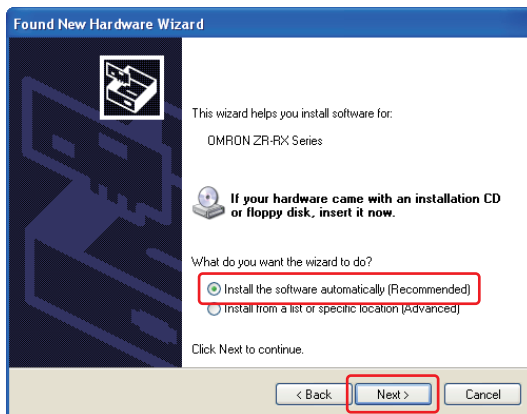 Found New Hardware Wizard
This wizard helps you install software for:
OMRON ZR-RX Series
If your hardware came with an installation CD
or floppy disk, insert it now.
What do you want the wizard to do?
Install the software automatically (Recommended)
Install from a list or specific location (Advanced)
Click Next to continue.
< Back Next > Cancel